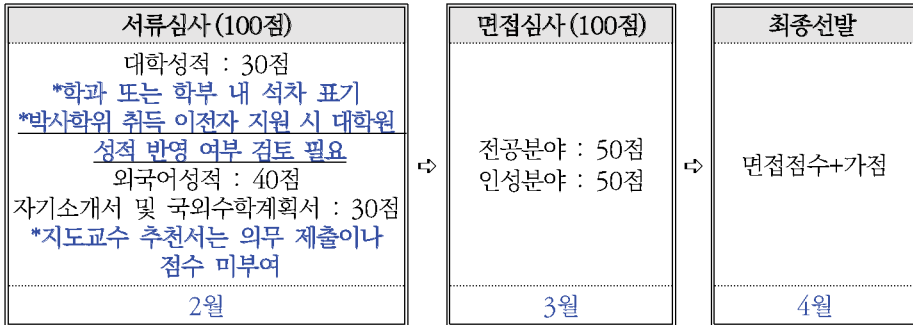 서류심사(100점)
대학성적 : 30점
*학과 또는 학부 내 석차 표기
*박사학위 취득 이전자 지원 시 대학원
성적 반영 여부 검토 필요
외국어성적 : 40점
자기소개서 및 국외수학계획서 : 30점
*지도교수 추천서는 의무 제출이나
점수 미부여
2월
⇨
면접심사(100점)
전공분야 : 50점
인성분야 : 50점
3월
⇨
최종선발
면접점수+가점
4월